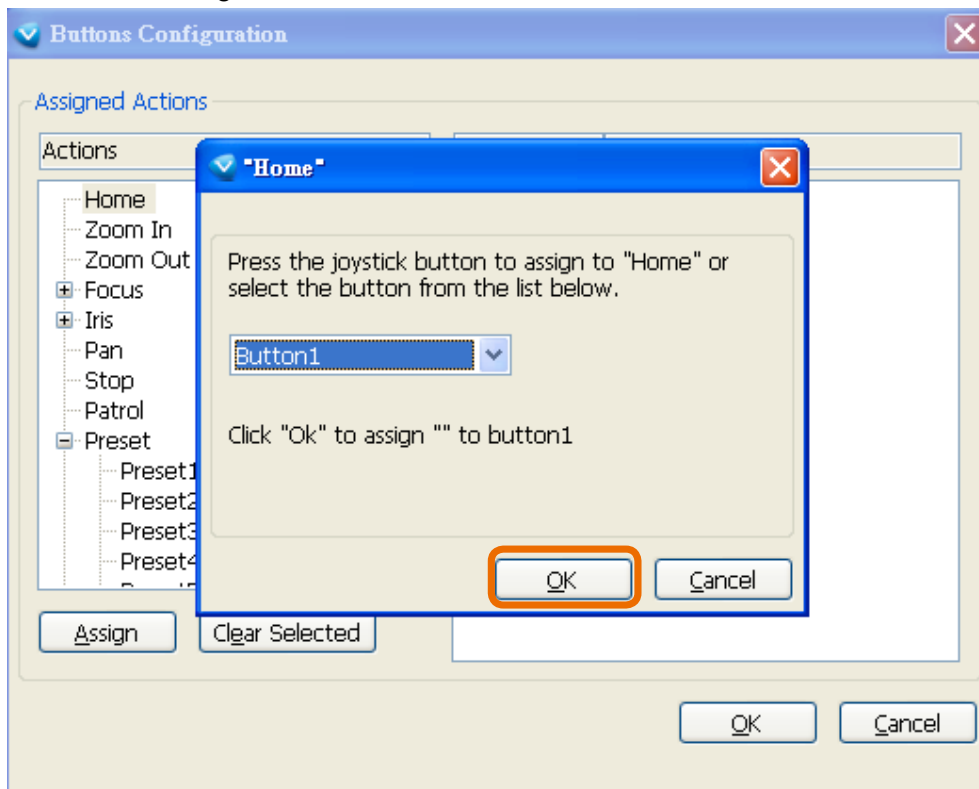 Buttons Configuration
Assigned Actions
Actions
"Home"
Home
Zoom In
Zoom Out
Focus
Iris
Pan
Stop
Patrol
Preset
Preset1
Preset2
Preset3
Preset4
Press the joystick button to assign to "Home" or
select the button from the list below.
Button1
Click "Ok" to assign "" to button1
OK
Cancel
Assign
Clear Selected
OK
Cancel